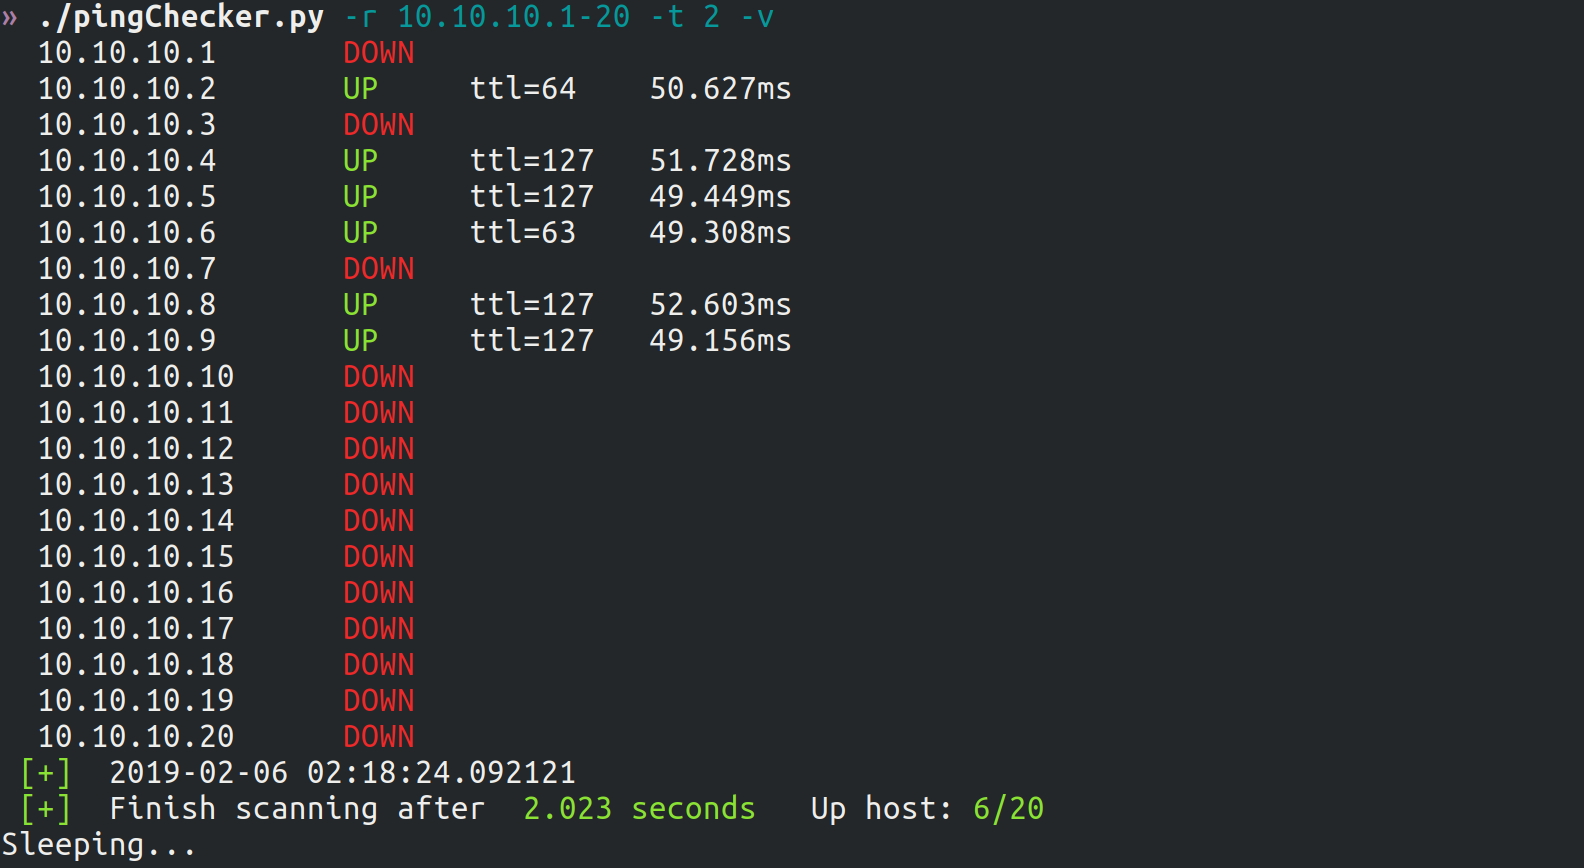 » ./pingChecker.py -r 10.10.10.1-20 -t 2 -v
10.10.10.1 DOWN
10.10.10.2 UP ttl=64 50.627ms
10.10.10.3 DOWN
10.10.10.4 UP ttl=127 51.728ms
10.10.10.5 UP ttl=127 49.449ms
10.10.10.6 UP ttl=63 49.308ms
10.10.10.7 DOWN
10.10.10.8 UP ttl=127 52.603ms
10.10.10.9 UP ttl=127 49.156ms
10.10.10.10 DOWN
10.10.10.11 DOWN
10.10.10.12 DOWN
10.10.10.13 DOWN
10.10.10.14 DOWN
10.10.10.15 DOWN
10.10.10.16 DOWN
10.10.10.17 DOWN
10.10.10.18 DOWN
10.10.10.19 DOWN
10.10.10.20 DOWN
[+] 2019-02-06 02:18:24.092121
[+] Finish scanning after 2.023 seconds Up host: 6/20
Sleeping...